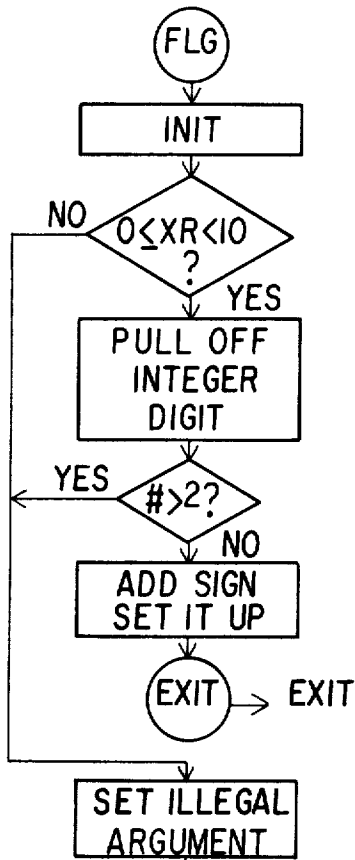 FLG
INIT
NO
0≤XR<10
?
YES
PULL OFF
INTEGER
DIGIT
YES
#>2?
NO
ADD SIGN
SET IT UP
EXIT
EXIT
SET ILLEGAL
ARGUMENT